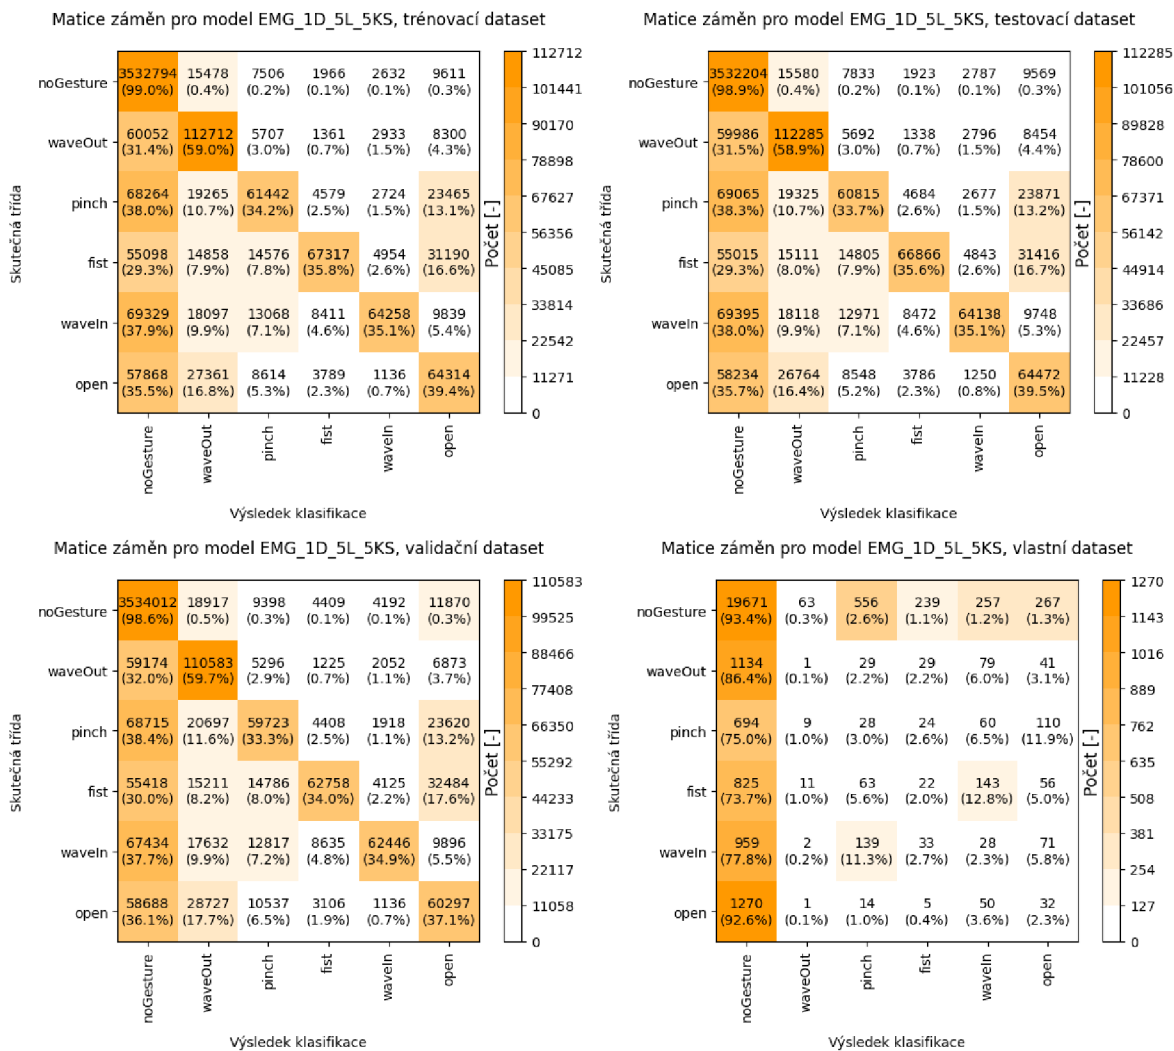 Matice záměn pro model EMG_1D_5L_5KS, trénovací dataset
Skutečná třída
noGesture 3532794 15478 7506 1966 2632 9611
(99.0%) (0.4%) (0.2%) (0.1%) (0.1%) (0.3%)
waveOut 60052 112712 5707 1361 2933 8300
(31.4%) (59.0%) (3.0%) (0.7%) (1.5%) (4.3%)
pinch 68264 19265 61442 4579 2724 23465
(38.0%) (10.7%) (34.2%) (2.5%) (1.5%) (13.1%)
fist 55098 14858 14576 67317 4954 31190
(29.3%) (7.9%) (7.8%) (35.8%) (2.6%) (16.6%)
waveIn 69329 18097 13068 8411 64258 9839
(37.9%) (9.9%) (7.1%) (4.6%) (35.1%) (5.4%)
open 57868 27361 8614 3789 1136 64314
(35.5%) (16.8%) (5.3%) (2.3%) (0.7%) (39.4%)
noGesture waveOut pinch fist waveIn open
Výsledek klasifikace
Počet [-]
112712
101441
90170
78898
67627
56356
45085
33814
22542
11271
0
Matice záměn pro model EMG_1D_5L_5KS, testovací dataset
Skutečná třída
noGesture 3532204 15580 7833 1923 2787 9569
(98.9%) (0.4%) (0.2%) (0.1%) (0.1%) (0.3%)
waveOut 59986 112285 5692 1338 2796 8454
(31.5%) (58.9%) (3.0%) (0.7%) (1.5%) (4.4%)
pinch 69065 19325 60815 4684 2677 23871
(38.3%) (10.7%) (33.7%) (2.6%) (1.5%) (13.2%)
fist 55015 15111 14805 66866 4843 31416
(29.3%) (8.0%) (7.9%) (35.6%) (2.6%) (16.7%)
waveIn 69395 18118 12971 8472 64138 9748
(38.0%) (9.9%) (7.1%) (4.6%) (35.1%) (5.3%)
open 58234 26764 8548 3786 1250 64472
(35.7%) (16.4%) (5.2%) (2.3%) (0.8%) (39.5%)
noGesture waveOut pinch fist waveIn open
Výsledek klasifikace
Počet [-]
112285
101056
89828
78600
67371
56142
44914
33686
22457
11228
0
Matice záměn pro model EMG_1D_5L_5KS, validační dataset
Skutečná třída
noGesture 3534012 18917 9398 4409 4192 11870
(98.6%) (0.5%) (0.3%) (0.1%) (0.1%) (0.3%)
waveOut 59174 110583 5296 1225 2052 6873
(32.0%) (59.7%) (2.9%) (0.7%) (1.1%) (3.7%)
pinch 68715 20697 59723 4408 1918 23620
(38.4%) (11.6%) (33.3%) (2.5%) (1.1%) (13.2%)
fist 55418 15211 14786 62758 4125 32484
(30.0%) (8.2%) (8.0%) (34.0%) (2.2%) (17.6%)
waveIn 67434 17632 12817 8635 62446 9896
(37.7%) (9.9%) (7.2%) (4.8%) (34.9%) (5.5%)
open 58688 28727 10537 3106 1136 60297
(36.1%) (17.7%) (6.5%) (1.9%) (0.7%) (37.1%)
noGesture waveOut pinch fist waveIn open
Výsledek klasifikace
Počet [-]
110583
99525
88466
77408
66350
55292
44233
33175
22117
11058
0
Matice záměn pro model EMG_1D_5L_5KS, vlastní dataset
Skutečná třída
noGesture 19671 63 556 239 257 267
(93.4%) (0.3%) (2.6%) (1.1%) (1.2%) (1.3%)
waveOut 1134 1 29 29 79 41
(86.4%) (0.1%) (2.2%) (2.2%) (6.0%) (3.1%)
pinch 694 9 28 24 60 110
(75.0%) (1.0%) (3.0%) (2.6%) (6.5%) (11.9%)
fist 825 11 63 22 143 56
(73.7%) (1.0%) (5.6%) (2.0%) (12.8%) (5.0%)
waveIn 959 2 139 33 28 71
(77.8%) (0.2%) (11.3%) (2.7%) (2.3%) (5.8%)
open 1270 1 14 5 50 32
(92.6%) (0.1%) (1.0%) (0.4%) (3.6%) (2.3%)
noGesture waveOut pinch fist waveIn open
Výsledek klasifikace
Počet [-]
1270
1143
1016
889
762
635
508
381
254
127
0